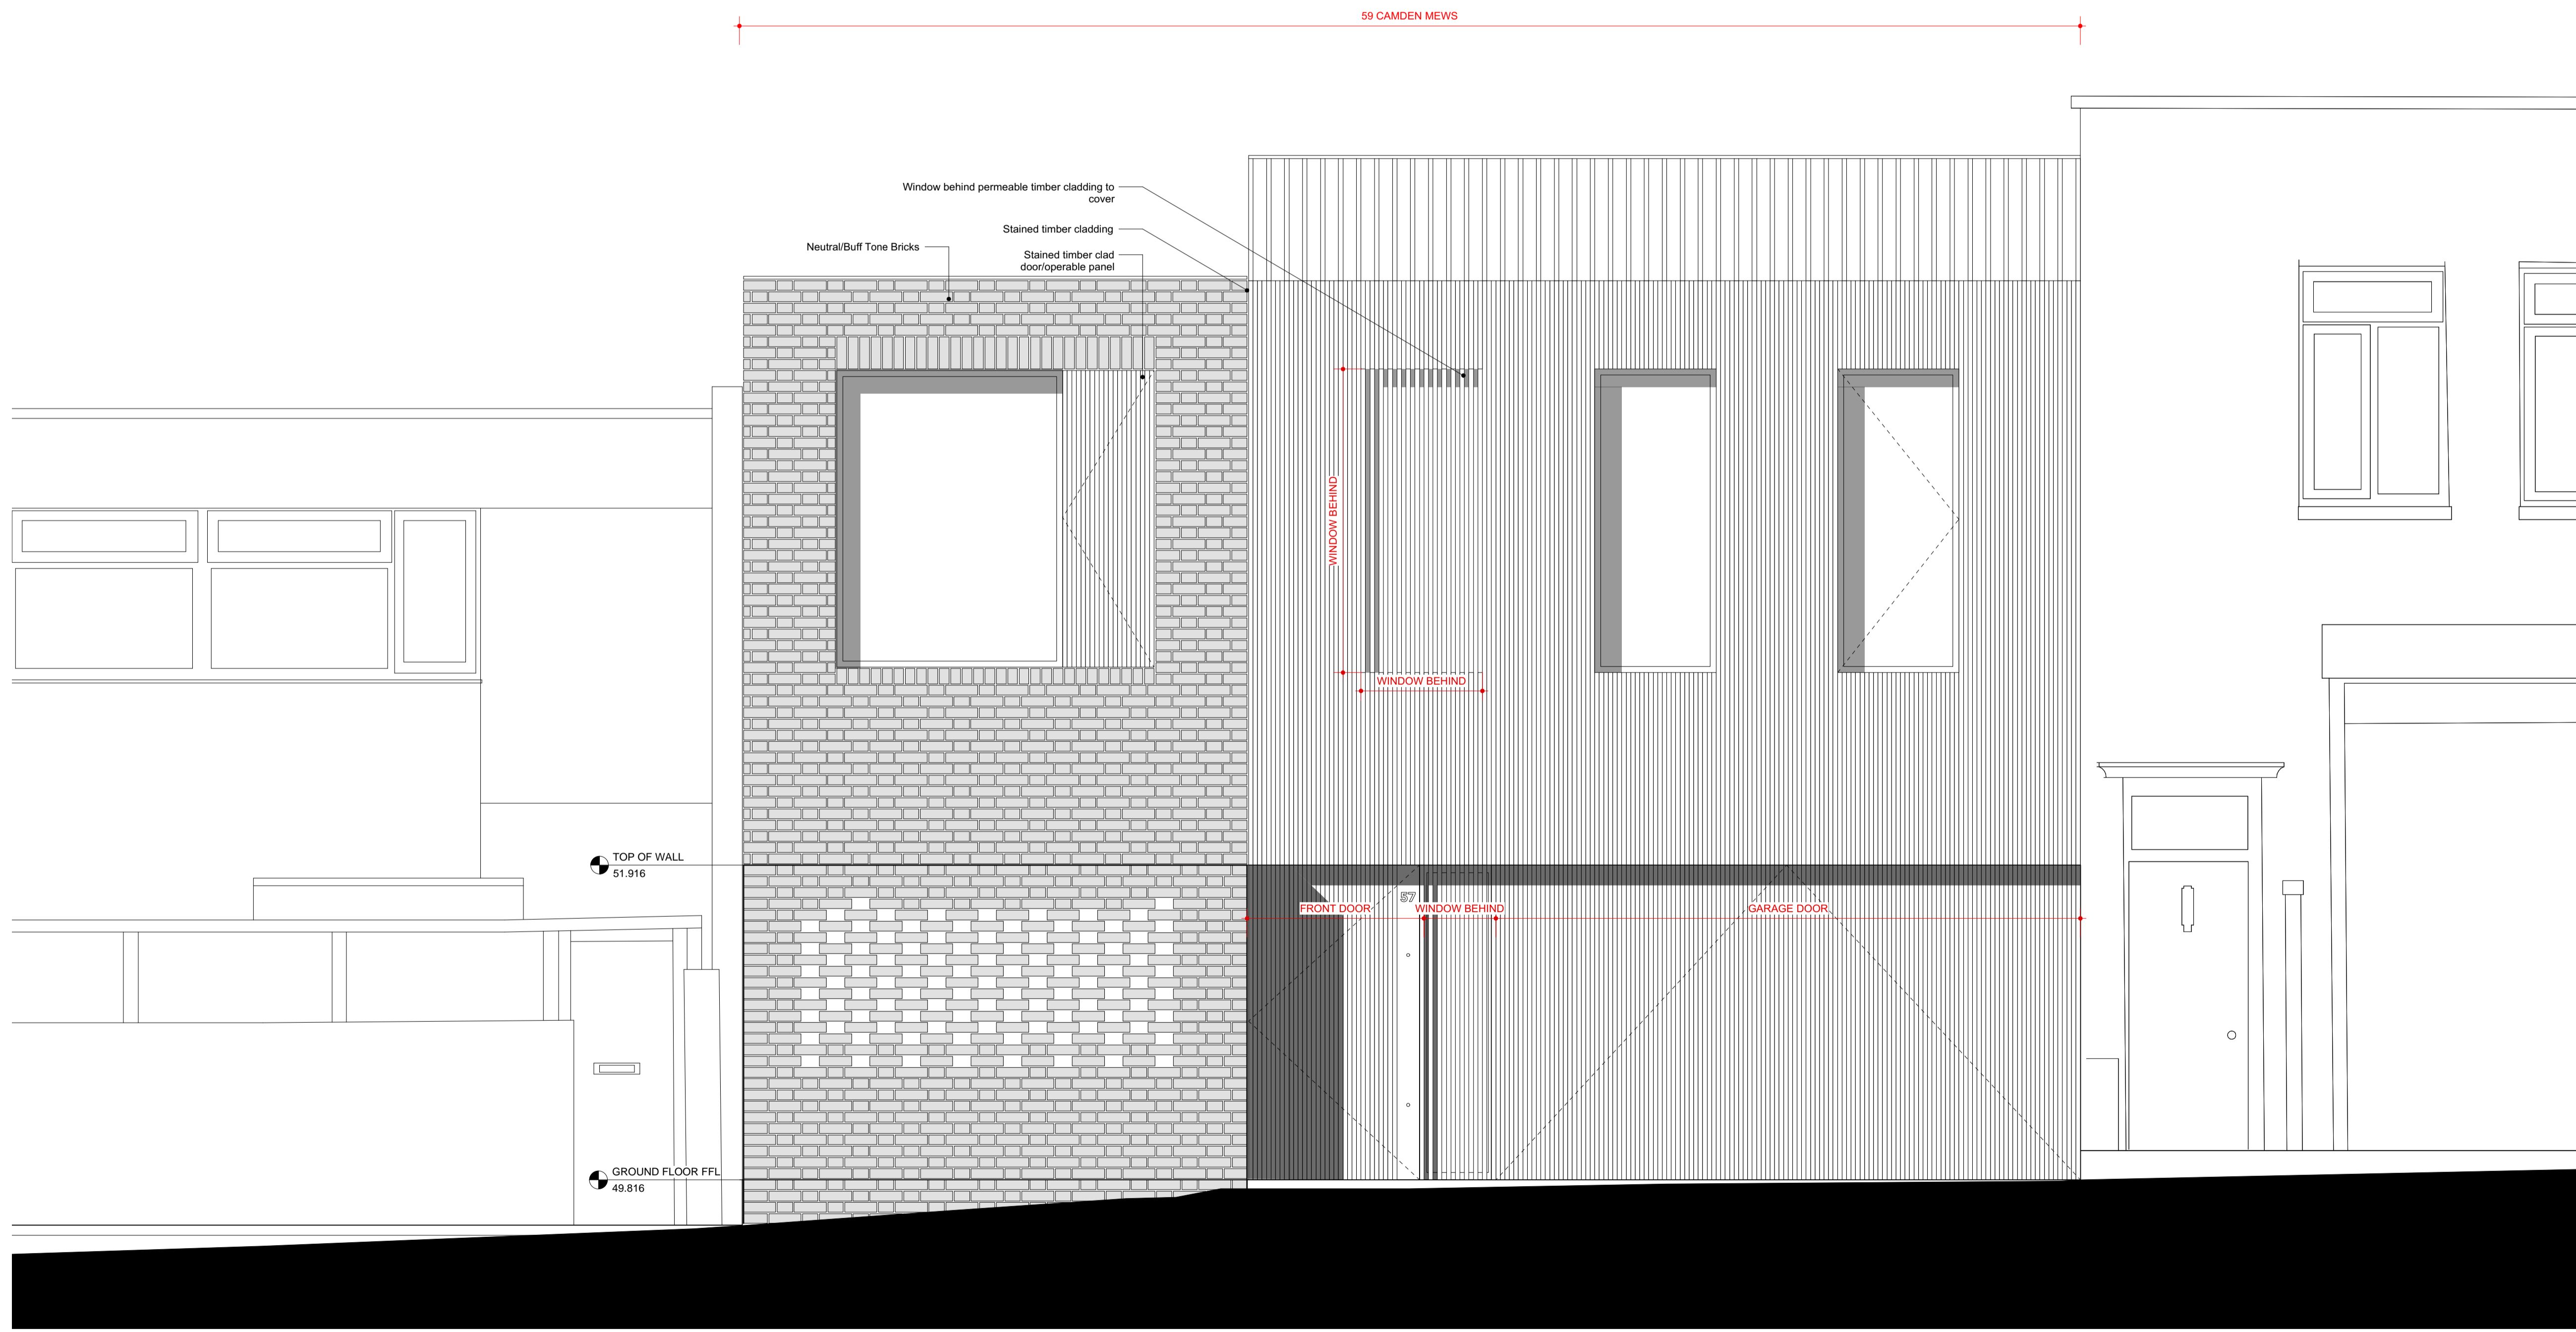 59 CAMDEN MEWS
Window behind permeable timber cladding to
cover
Stained timber cladding
Neutral/Buff Tone Bricks
Stained timber clad
door/operable panel
WINDOW BEHIND
WINDOW BEHIND
TOP OF WALL
51.916
57
FRONT DOOR
WINDOW BEHIND
GARAGE DOOR
GROUND FLOOR FFL
49.816